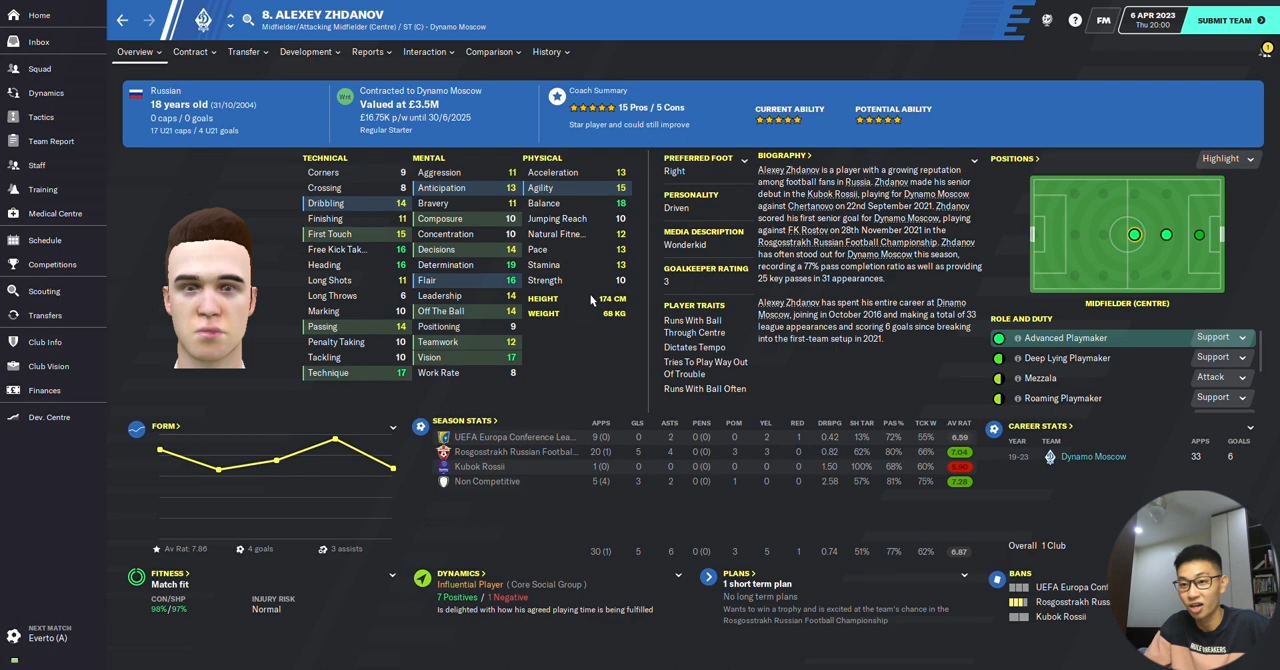 Home
Inbox
Squad
Dynamics
Tactics
Team Report
Staff
Training
Medical Centre
Schedule
Competitions
Scouting
Transfers
Club Info
Club Vision
Finances
Dev. Centre
NEXT MATCH
Everto (A)
8. ALEXEY ZHDANOV
Midfielder/Attacking Midfielder (Centre) / ST (C) - Dynamo Moscow
FM
6 APR 2023
Thu 20:00
SUBMIT TEAM
1
Overview
Contract
Transfer
Development
Reports
Interaction
Comparison
History
Russian
18 years old (31/10/2004)
0 caps / 0 goals
17 U21 caps / 4 U21 goals
Wnt
Contracted to Dynamo Moscow
Valued at £3.5M
£16.75K p/w until 30/6/2025
Regular Starter
Coach Summary
15 Pros / 5 Cons
Star player and could still improve
CURRENT ABILITY
POTENTIAL ABILITY
TECHNICAL
Corners 9
Crossing 8
Dribbling 14
Finishing 11
First Touch 15
Free Kick Tak... 16
Heading 16
Long Shots 11
Long Throws 6
Marking 10
Passing 14
Penalty Taking 10
Tackling 10
Technique 17
MENTAL
Aggression 11
Anticipation 13
Bravery 11
Composure 10
Concentration 10
Decisions 14
Determination 19
Flair 16
Leadership 14
Off The Ball 14
Positioning 9
Teamwork 12
Vision 17
Work Rate 8
PHYSICAL
Acceleration 13
Agility 15
Balance 18
Jumping Reach 10
Natural Fitne... 12
Pace 13
Stamina 13
Strength 10
HEIGHT 174 CM
WEIGHT 68 KG
PREFERRED FOOT
Right
PERSONALITY
Driven
MEDIA DESCRIPTION
Wonderkid
GOALKEEPER RATING
3
PLAYER TRAITS
Runs With Ball
Through Centre
Dictates Tempo
Tries To Play Way Out
Of Trouble
Runs With Ball Often
BIOGRAPHY >
Alexey Zhdanov is a player with a growing reputation
among football fans in Russia. Zhdanov made his senior
debut in the Kubok Rossii, playing for Dynamo Moscow
against Chertanovo on 22nd September 2021. Zhdanov
scored his first senior goal for Dynamo Moscow, playing
against FK Rostov on 28th November 2021 in the
Rosgosstrakh Russian Football Championship. Zhdanov
has often stood out for Dynamo Moscow this season,
recording a 77% pass completion ratio as well as providing
25 key passes in 31 appearances.
Alexey Zhdanov has spent his entire career at Dinamo
Moscow, joining in October 2016 and making a total of 33
league appearances and scoring 6 goals since breaking
into the first-team setup in 2021.
POSITIONS >
Highlight
MIDFIELDER (CENTRE)
ROLE AND DUTY
Advanced Playmaker Support
Deep Lying Playmaker Support
Mezzala Attack
Roaming Playmaker Support
FORM >
Av Rat: 7.86
4 goals
3 assists
SEASON STATS > APPS GLS ASTS PENS POM YEL RED DRBPG SH TAR PAS % TCK W AV RAT
UEFA Europa Conference Lea... 9 (0) 0 2 0 (0) 0 2 1 0.42 13% 72% 55% 6.59
Rosgosstrakh Russian Footbal... 20 (1) 5 4 0 (0) 3 3 0 0.82 62% 80% 66% 7.04
Kubok Rossii 1 (0) 0 0 0 (0) 0 0 0 1.50 100% 68% 60% 5.90
Non Competitive 5 (4) 3 2 0 (0) 1 0 0 2.58 57% 81% 75% 7.28
30 (1) 5 6 0 (0) 3 5 1 0.74 51% 77% 62% 6.87
CAREER STATS >
YEAR TEAM APPS GOALS
19-23 Dynamo Moscow 33 6
Overall 1 Club
FITNESS >
Match fit
CON/SHP
98%/97%
INJURY RISK
Normal
DYNAMICS >
Influential Player ( Core Social Group )
7 Positives / 1 Negative
Is delighted with how his agreed playing time is being fulfilled
PLANS >
1 short term plan
No long term plans
Wants to win a trophy and is excited at the team's chance in the
Rosgosstrakh Russian Football Championship
BANS
UEFA Europa Conf
Rosgosstrakh Russ
Kubok Rossii
RULE BREAKERS